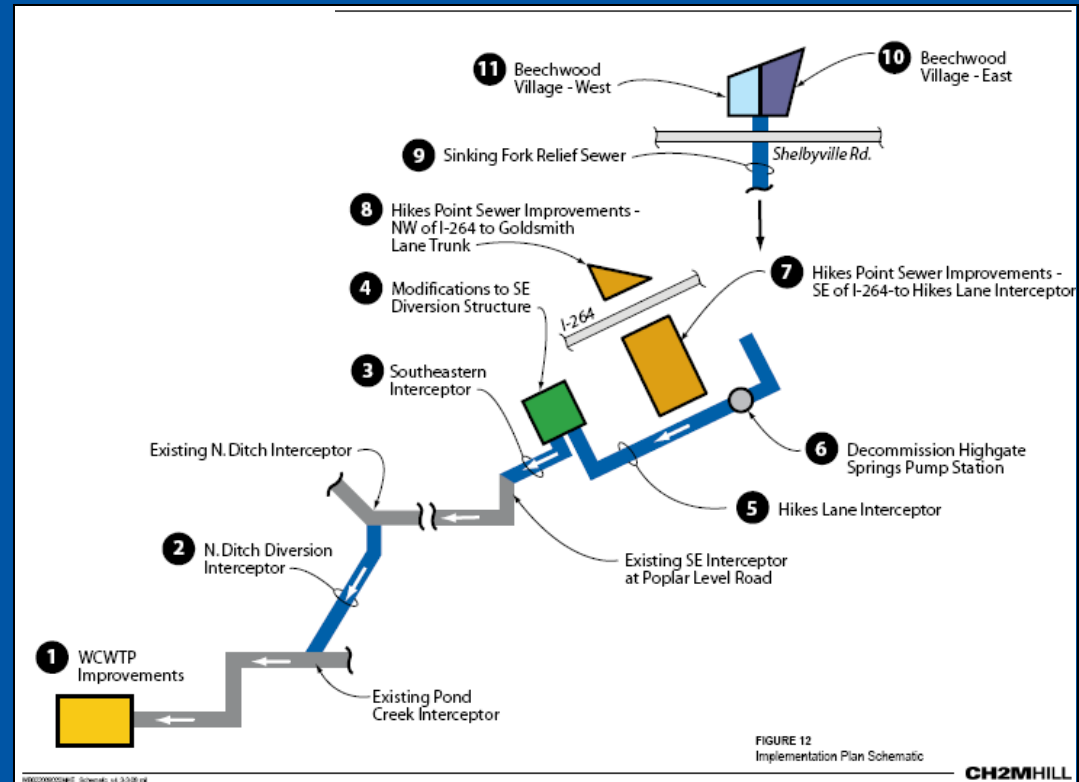 11 Beechwood
Village - West
10 Beechwood
Village - East
9 Sinking Fork Relief Sewer
Shelbyville Rd.
8 Hikes Point Sewer Improvements -
NW of I-264 to Goldsmith
Lane Trunk
7 Hikes Point Sewer Improvements -
SE of I-264-to Hikes Lane Interceptor
4 Modifications to SE
Diversion Structure
I-264
3 Southeastern
Interceptor
6 Decommission Highgate
Springs Pump Station
Existing N. Ditch Interceptor
5 Hikes Lane Interceptor
2 N. Ditch Diversion
Interceptor
Existing SE Interceptor
at Poplar Level Road
1 WCWTP
Improvements
Existing Pond
Creek Interceptor
FIGURE 12
Implementation Plan Schematic
CH2MHILL